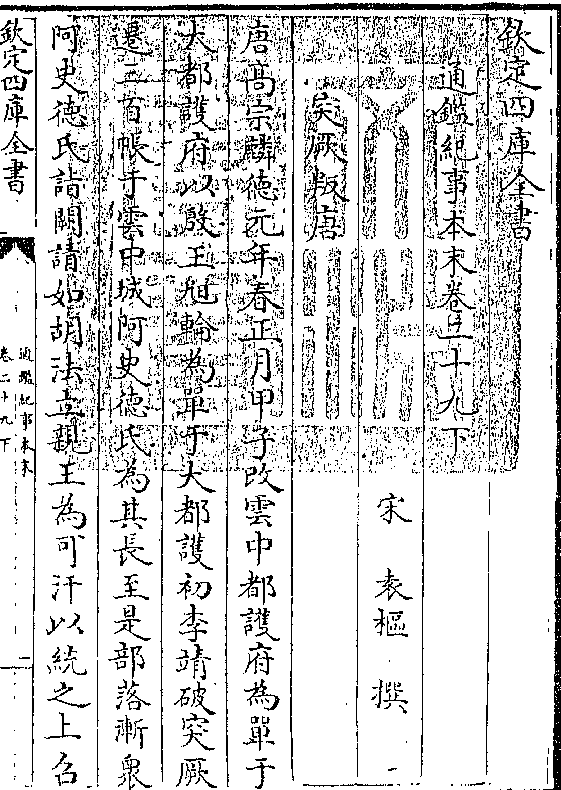 欽定四庫全書
通鑑紀事本末卷二十九下
宋 袁樞 撰
突厥叛唐
唐高宗麟徳元年春正月甲子改雲中都護府為單于
大都護府以殷王旭輪為單于大都護初李靖破突厥
遷三百帳于雲中城阿史徳氏為其長至是部落漸衆
阿史徳氏詣闕請如胡法立親王為可汗以統之上召
欽定四庫全書
通鑑紀事本末
卷二十九下
一